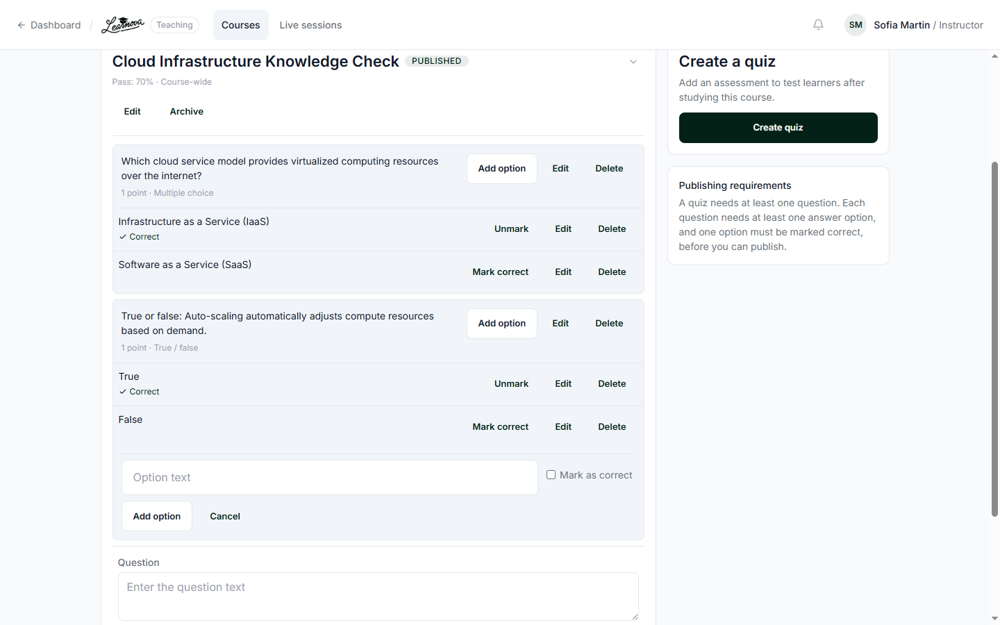 Dashboard / Learnova Teaching Courses Live sessions SM Sofia Martin / Instructor
Cloud Infrastructure Knowledge Check PUBLISHED
Pass: 70% · Course-wide
Edit Archive
Which cloud service model provides virtualized computing resources
over the internet?
1 point · Multiple choice
Add option Edit Delete
Infrastructure as a Service (IaaS)
✓ Correct
Unmark Edit Delete
Software as a Service (SaaS)
Mark correct Edit Delete
True or false: Auto-scaling automatically adjusts compute resources
based on demand.
1 point · True / false
Add option Edit Delete
True
✓ Correct
Unmark Edit Delete
False
Mark correct Edit Delete
Option text
Mark as correct
Add option Cancel
Question
Enter the question text
Create a quiz
Add an assessment to test learners after
studying this course.
Create quiz
Publishing requirements
A quiz needs at least one question. Each
question needs at least one answer option,
and one option must be marked correct,
before you can publish.